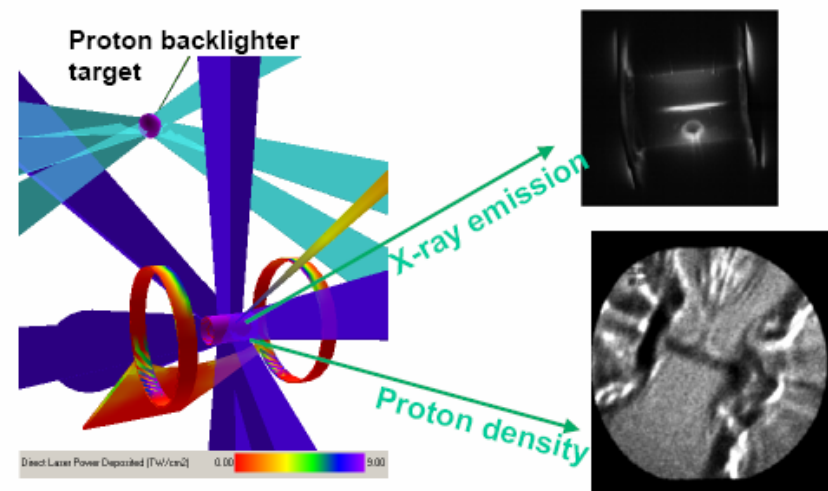 Proton backlighter
target
X-ray emission
Proton density
Direct Laser Power Deposited (TW/cm2) 0.00 9.00